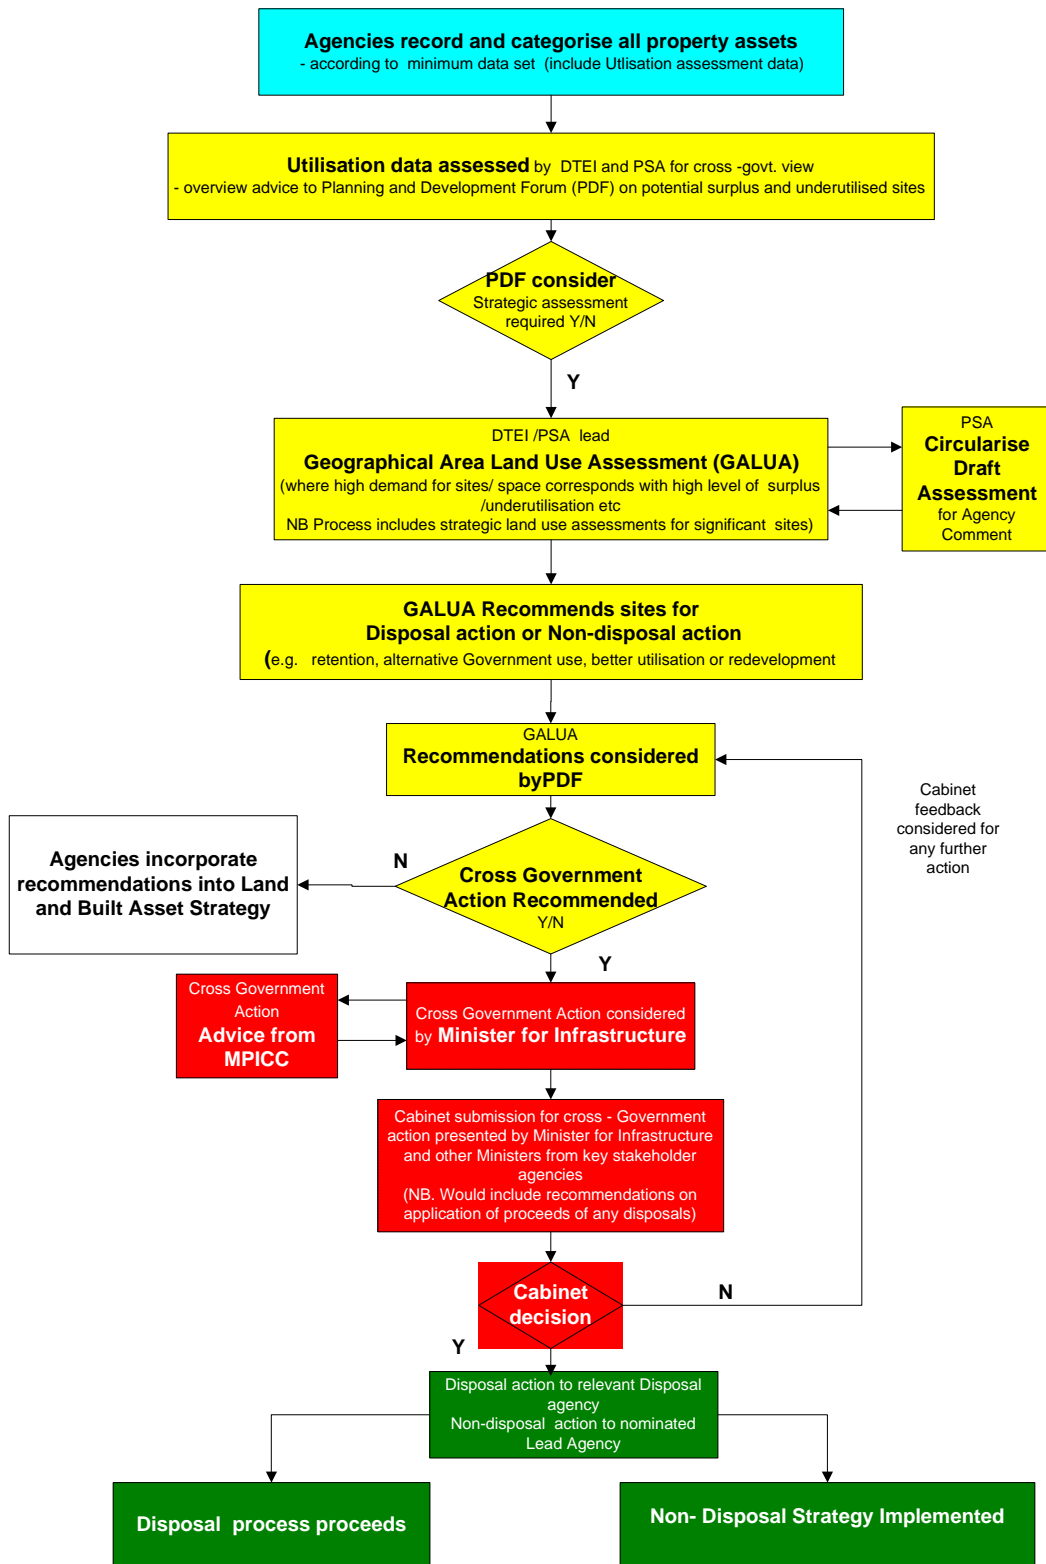 Agencies record and categorise all property assets
- according to minimum data set (include Utlisation assessment data)
Utilisation data assessed by DTEI and PSA for cross -govt. view
- overview advice to Planning and Development Forum (PDF) on potential surplus and underutilised sites
PDF consider
Strategic assessment
required Y/N
Y
DTEI /PSA lead
Geographical Area Land Use Assessment (GALUA)
(where high demand for sites/ space corresponds with high level of surplus
/underutilisation etc
NB Process includes strategic land use assessments for significant sites)
PSA
Circularise
Draft
Assessment
for Agency
Comment
GALUA Recommends sites for
Disposal action or Non-disposal action
(e.g. retention, alternative Government use, better utilisation or redevelopment
GALUA
Recommendations considered
byPDF
Cabinet
feedback
considered for
any further
action
Agencies incorporate
recommendations into Land
and Built Asset Strategy
N
Cross Government
Action Recommended
Y/N
Y
Cross Government
Action
Advice from
MPICC
Cross Government Action considered
by Minister for Infrastructure
Cabinet submission for cross - Government
action presented by Minister for Infrastructure
and other Ministers from key stakeholder
agencies
(NB. Would include recommendations on
application of proceeds of any disposals)
Cabinet
decision
N
Y
Disposal action to relevant Disposal
agency
Non-disposal action to nominated
Lead Agency
Disposal process proceeds
Non- Disposal Strategy Implemented